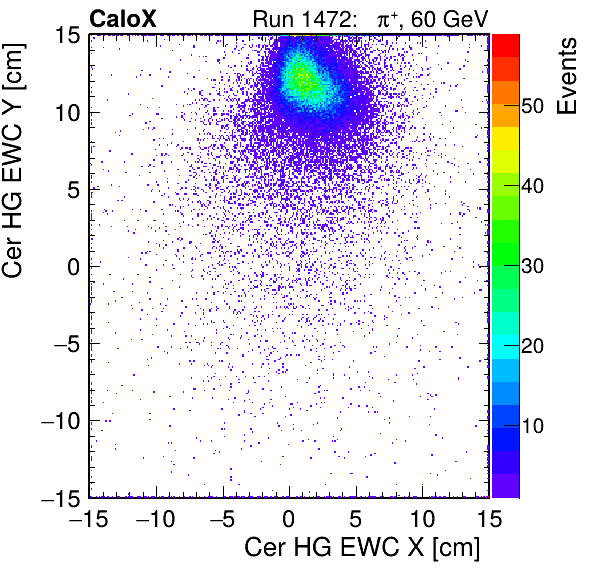 CaloX Run 1472: π⁺, 60 GeV
Cer HG EWC Y [cm]
15
10
5
0
−5
−10
−15
−15 −10 −5 0 5 10 15
Cer HG EWC X [cm]
Events
50
40
30
20
10